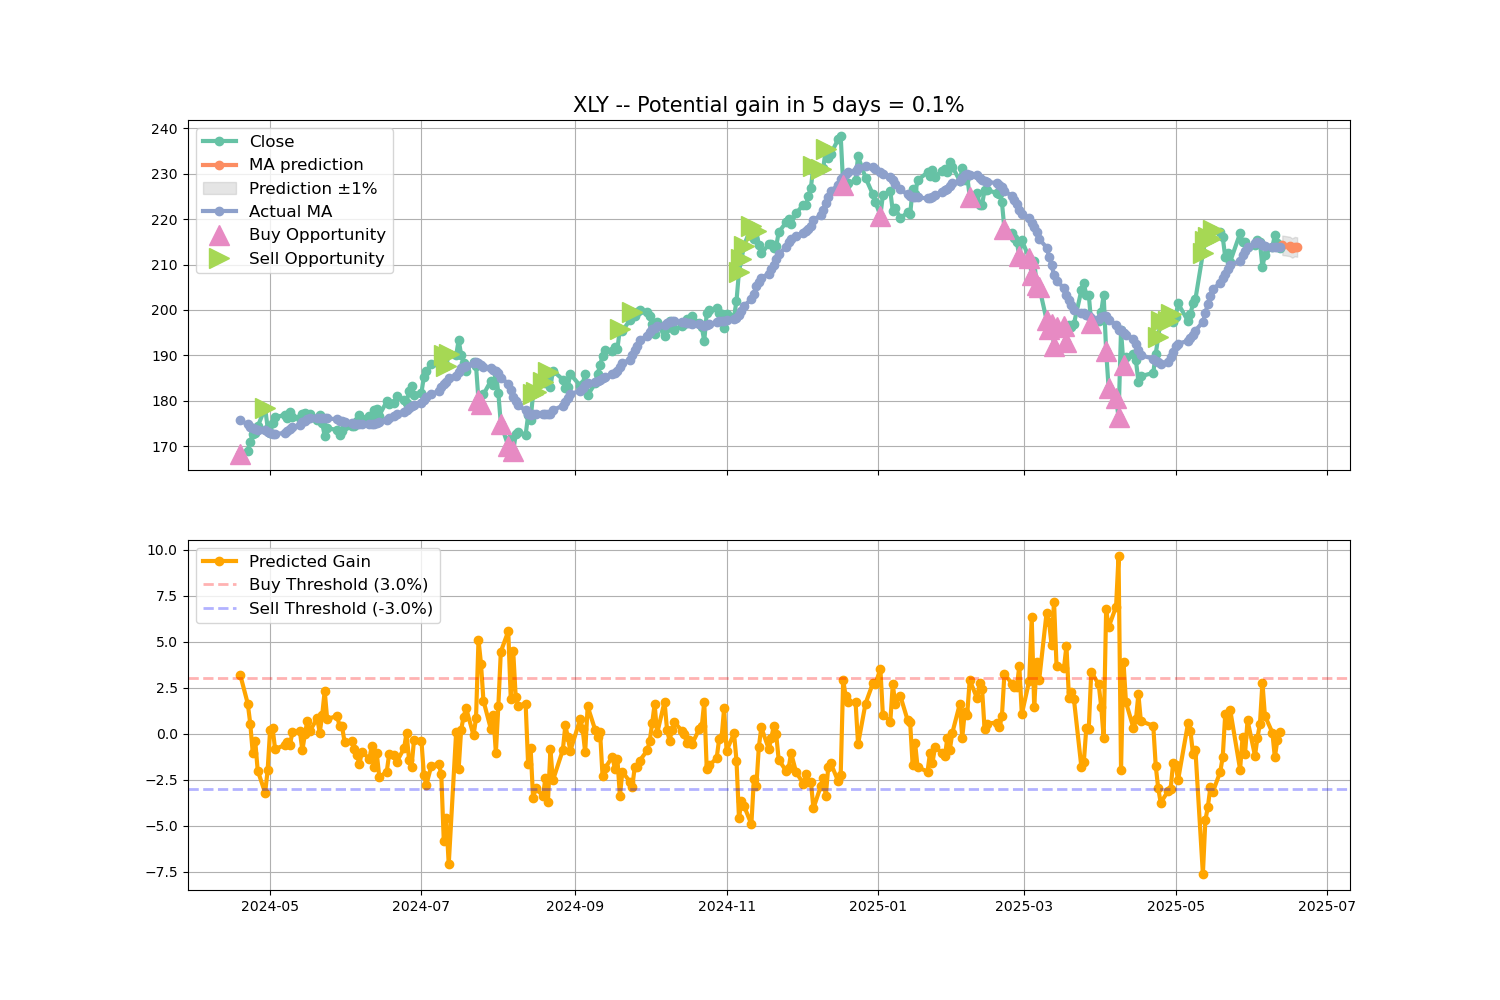 XLY -- Potential gain in 5 days = 0.1%
240
230
220
210
200
190
180
170
Close
MA prediction
Prediction ±1%
Actual MA
Buy Opportunity
Sell Opportunity
10.0
7.5
5.0
2.5
0.0
−2.5
−5.0
−7.5
Predicted Gain
Buy Threshold (3.0%)
Sell Threshold (-3.0%)
2024-05
2024-07
2024-09
2024-11
2025-01
2025-03
2025-05
2025-07